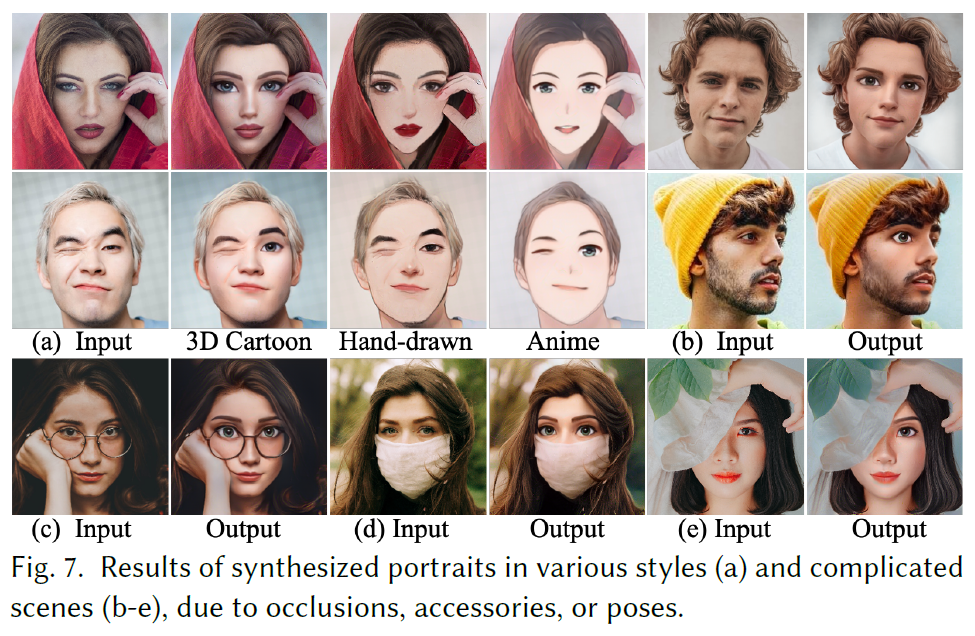 (a) Input 3D Cartoon Hand-drawn Anime (b) Input Output
(c) Input Output (d) Input Output (e) Input Output
Fig. 7. Results of synthesized portraits in various styles (a) and complicated
scenes (b-e), due to occlusions, accessories, or poses.